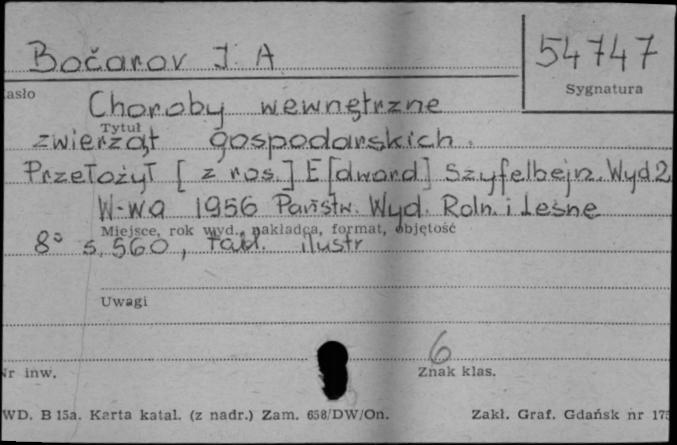 Bočarov J. A
54747
asło
Sygnatura
Choroby wewnętrzne
Tytuł
zwierząt gospodarskich.
Przełożył [z ros.] E[dward] Szyfelbejn. Wyd 2
W-wa 1956 Państw. Wyd. Roln. i Leśne
Miejsce, rok wyd., nakładca, format, objętość
8° s. 560, tabl. ilustr
Uwagi
6
Nr inw.
Znak klas.
WD. B 15a. Karta katal. (z nadr.) Zam. 658/DW/On.
Zakł. Graf. Gdańsk nr 175